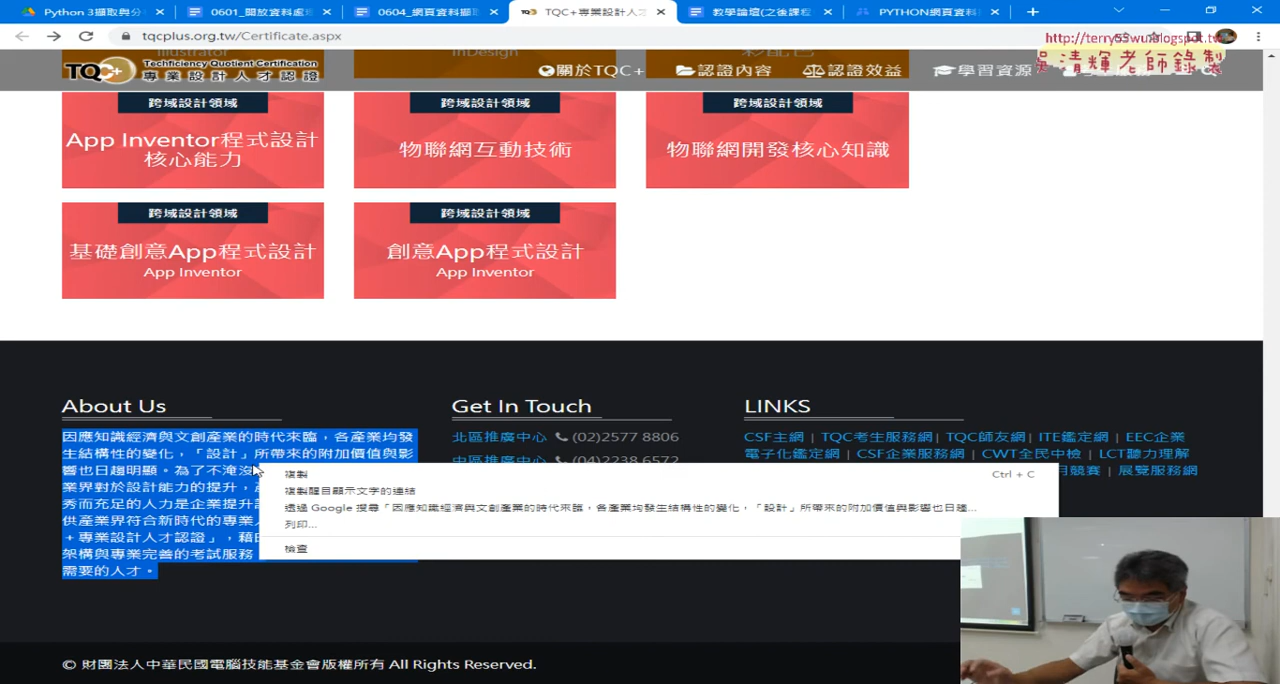 Python 3擷取與分
0601_開放資料處
0604_網頁資料擷
TQC+專業設計人才
教學論壇(之後課程
PYTHON網頁資料
tqcplus.org.tw/Certificate.aspx
http://terry55wu.blogspot.tw
吳清輝老師錄製
Illustrator
InDesign
TQC+ Techficiency Quotient Certification
專業設計人才認證
關於TQC+
認證內容
認證效益
學習資源
跨域設計領域
App Inventor程式設計
核心能力
跨域設計領域
物聯網互動技術
跨域設計領域
物聯網開發核心知識
跨域設計領域
基礎創意App程式設計
App Inventor
跨域設計領域
創意App程式設計
App Inventor
About Us
因應知識經濟與文創產業的時代來臨，各產業均發
生結構性的變化，「設計」所帶來的附加價值與影
響也日趨明顯。為了不淹沒
業界對於設計能力的提升，
秀而充足的人力是企業提升
供產業界符合新時代的專業
＋專業設計人才認證」，藉
架構與專業完善的考試服務
需要的人才。
Get In Touch
北區推廣中心 (02)2577 8806
中區推廣中心 (04)2238 6572
LINKS
CSF主網 | TQC考生服務網 | TQC師友網 | ITE鑑定網 | EEC企業
電子化鑑定網 | CSF企業服務網 | CWT全民中檢 | LCT聽力理解
月競賽 | 展覽服務網
複製 Ctrl + C
複製醒目顯示文字的連結
透過 Google 搜尋「因應知識經濟與文創產業的時代來臨，各產業均發生結構性的變化，「設計」所帶來的附加價值與影響也日趨...
列印...
檢查
© 財團法人中華民國電腦技能基金會版權所有 All Rights Reserved.